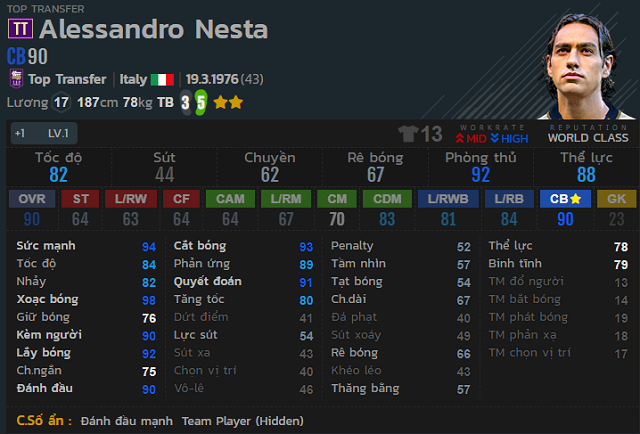 TOP TRANSFER
TT Alessandro Nesta
CB 90
Top Transfer Italy 19.3.1976 (43)
Lương 17 187cm 78kg TB 3 5
+1 LV.1
13 WORKRATE MID HIGH REPUTATION WORLD CLASS
Tốc độ Sút Chuyền Rê bóng Phòng thủ Thể lực
82 44 62 67 92 88
OVR ST L/RW CF CAM L/RM CM CDM L/RWB L/RB CB GK
90 64 63 64 64 67 70 83 81 84 90 23
Sức mạnh 94 Cắt bóng 93 Penalty 52 Thể lực 78
Tốc độ 84 Phản ứng 89 Tầm nhìn 57 Bình tĩnh 79
Nhảy 82 Quyết đoán 91 Tạt bóng 54 TM đổ người 13
Xoạc bóng 98 Tăng tốc 80 Ch.dài 67 TM bắt bóng 14
Giữ bóng 76 Dứt điểm 41 Đá phạt 40 TM phát bóng 19
Kèm người 90 Lực sút 54 Sút xoáy 49 TM phản xạ 18
Lấy bóng 92 Sút xa 43 Rê bóng 66 TM chọn vị trí 17
Ch.ngắn 75 Chọn vị trí 40 Khéo léo 43
Đánh đầu 90 Vô-lê 46 Thăng bằng 57
C.Số ẩn : Đánh đầu mạnh Team Player (Hidden)